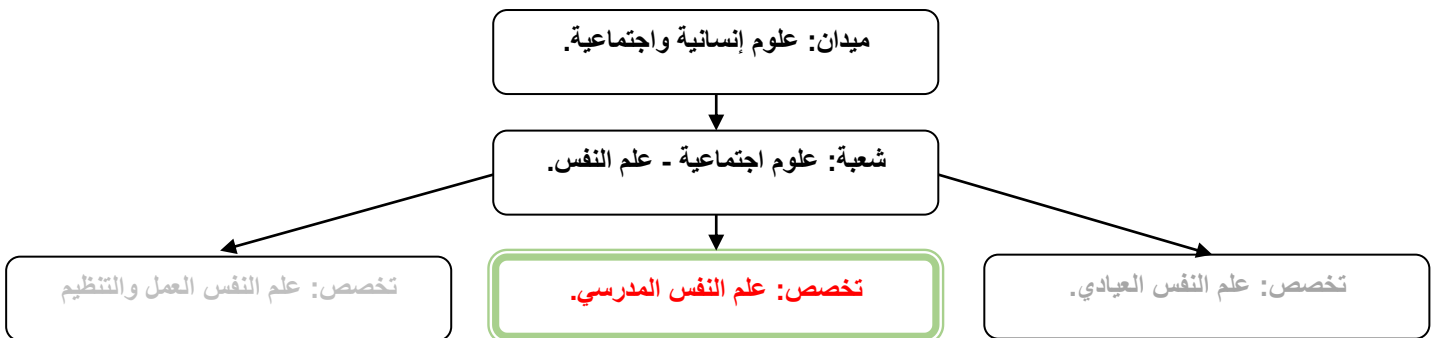 ميدان: علوم إنسانية واجتماعية.
شعبة: علوم اجتماعية - علم النفس.
تخصص: علم النفس العيادي.
تخصص: علم النفس المدرسي.
تخصص: علم النفس العمل والتنظيم